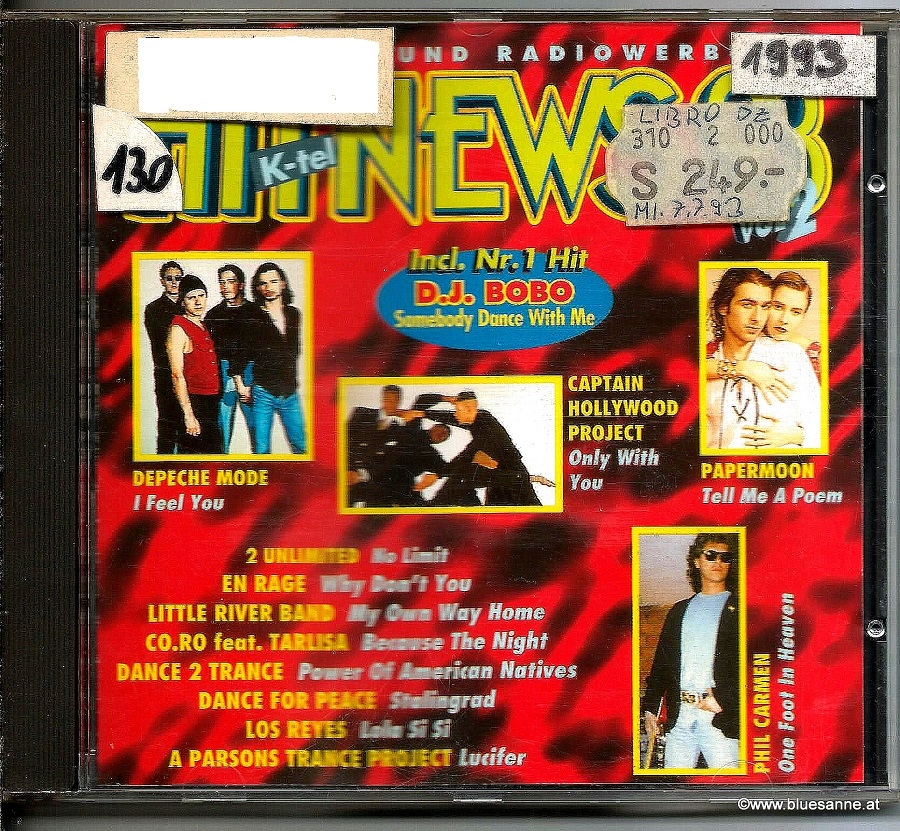 UND RADIOWERB
1993
HITNEWS
K-tel
130
LIBRO DZ
310 2 000
S 249.-
MI. 7.7.93
Vol. 2
Incl. Nr.1 Hit
D.J. BOBO
Somebody Dance With Me
CAPTAIN
HOLLYWOOD
PROJECT
Only With
You
DEPECHE MODE
I Feel You
PAPERMOON
Tell Me A Poem
2 UNLIMITED No Limit
EN RAGE Why Don't You
LITTLE RIVER BAND My Own Way Home
CO.RO feat. TARLISA Because The Night
DANCE 2 TRANCE Power Of American Natives
DANCE FOR PEACE Stalingrad
LOS REYES Lola Si Si
A PARSONS TRANCE PROJECT Lucifer
PHIL CARMEN
One Foot In Heaven
©www.bluesanne.at